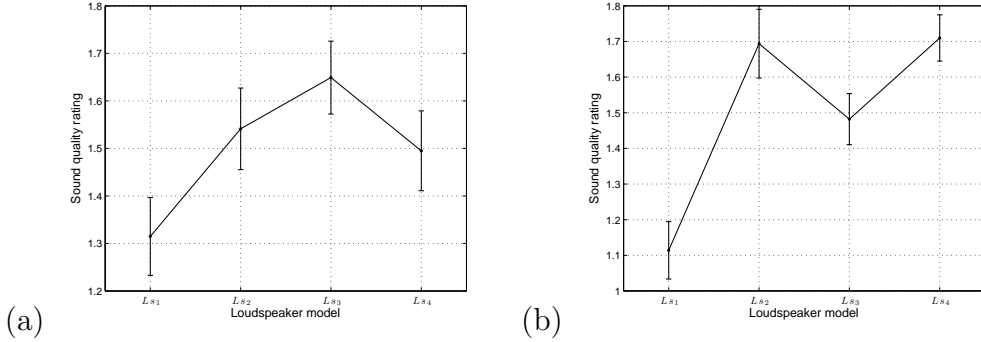 1.8
1.7
1.6
1.5
1.4
1.3
1.2
Sound quality rating
Ls1 Ls2 Ls3 Ls4
Loudspeaker model
(a)
1.8
1.7
1.6
1.5
1.4
1.3
1.2
1.1
1
Sound quality rating
Ls1 Ls2 Ls3 Ls4
Loudspeaker model
(b)